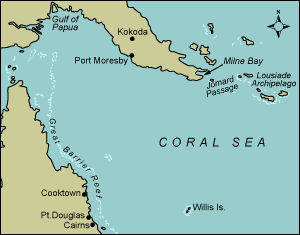 Gulf of
Papua
Kokoda
Port Moresby
Milne Bay
Jomard
Passage
Lousiade
Archipelago
Great Barrier Reef
CORAL SEA
Cooktown
Willis Is.
Pt.Douglas
Cairns